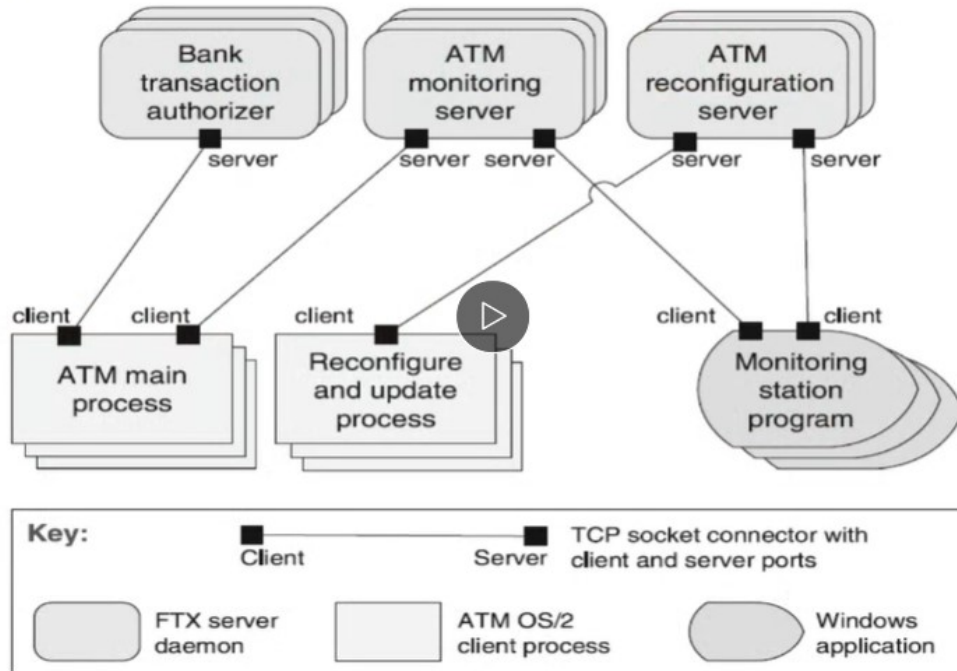 Bank
transaction
authorizer
ATM
monitoring
server
ATM
reconfiguration
server
server
server
server
server
server
client
client
client
client
client
ATM main
process
Reconfigure
and update
process
Monitoring
station
program
Key:
Client
Server
TCP socket connector with
client and server ports
FTX server
daemon
ATM OS/2
client process
Windows
application